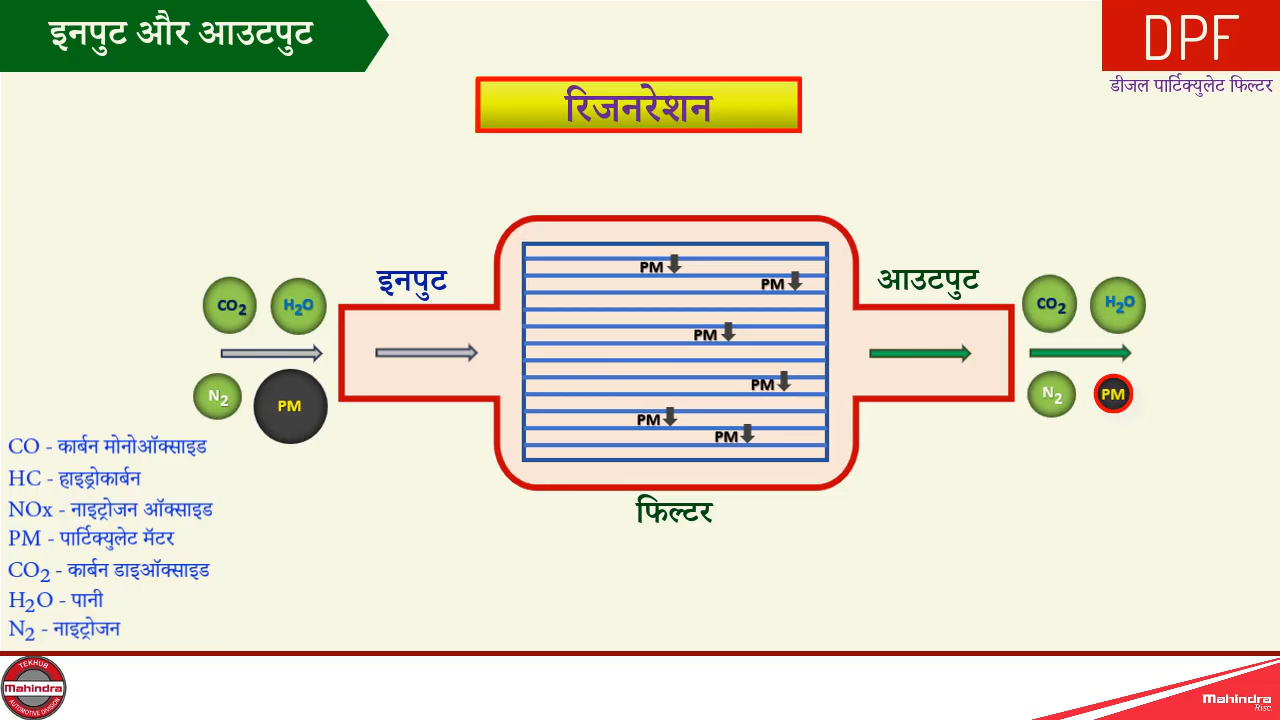 इनपुट और आउटपुट
DPF
डीजल पार्टिक्युलेट फिल्टर
रिजनरेशन
इनपुट
आउटपुट
CO2
H2O
N2
PM
PM
PM
PM
PM
PM
PM
CO2
H2O
N2
PM
फिल्टर
CO - कार्बन मोनोऑक्साइड
HC - हाइड्रोकार्बन
NOx - नाइट्रोजन ऑक्साइड
PM - पार्टिक्युलेट मॅटर
CO2 - कार्बन डाइऑक्साइड
H2O - पानी
N2 - नाइट्रोजन
TEKHUB
Mahindra
AUTOMOTIVE DIVISION
Mahindra
Rise.